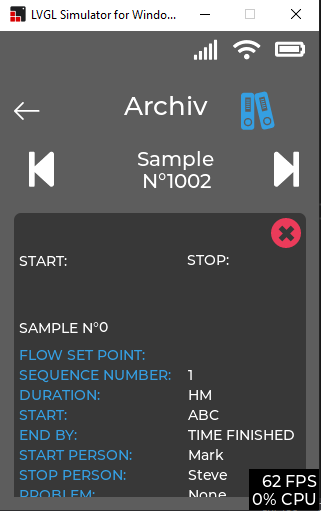 LVGL Simulator for Windo...
Archiv
Sample
N°1002
START: STOP:
SAMPLE N°0
FLOW SET POINT:
SEQUENCE NUMBER: 1
DURATION: HM
START: ABC
END BY: TIME FINISHED
START PERSON: Mark
STOP PERSON: Steve
PROBLEM: None
62 FPS
0% CPU